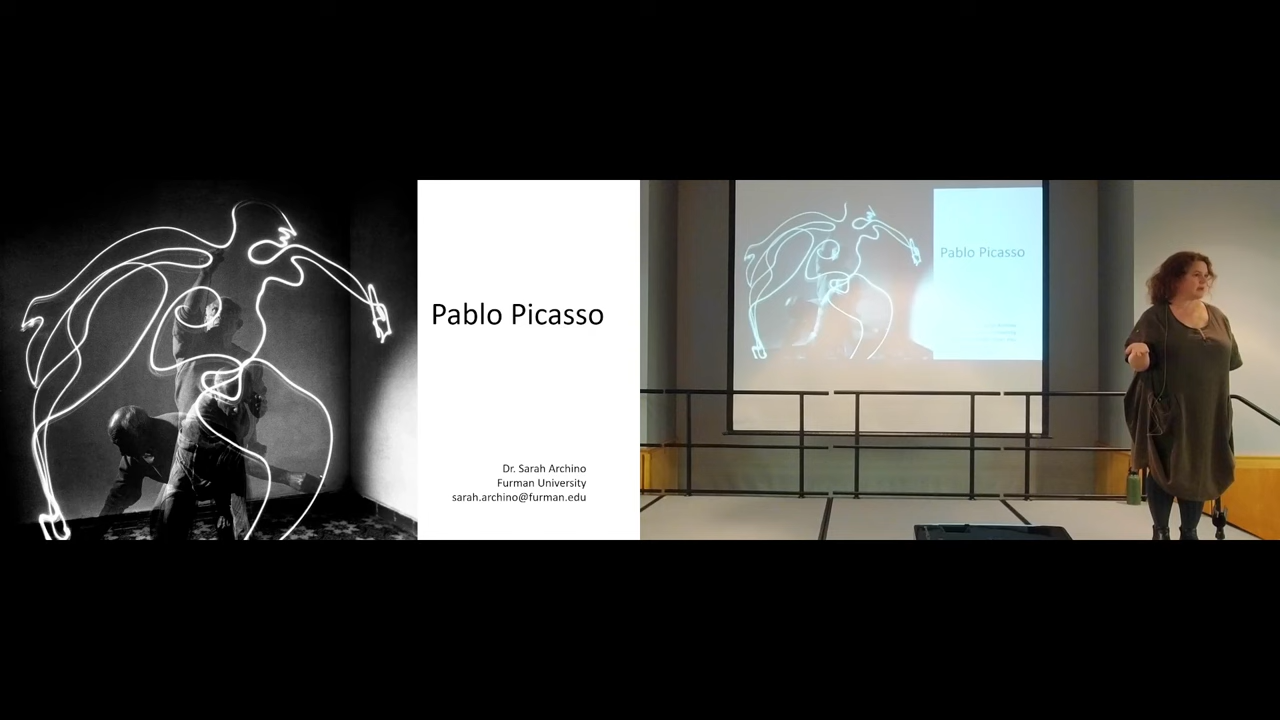 Pablo Picasso
Dr. Sarah Archino
Furman University
sarah.archino@furman.edu
Pablo Picasso